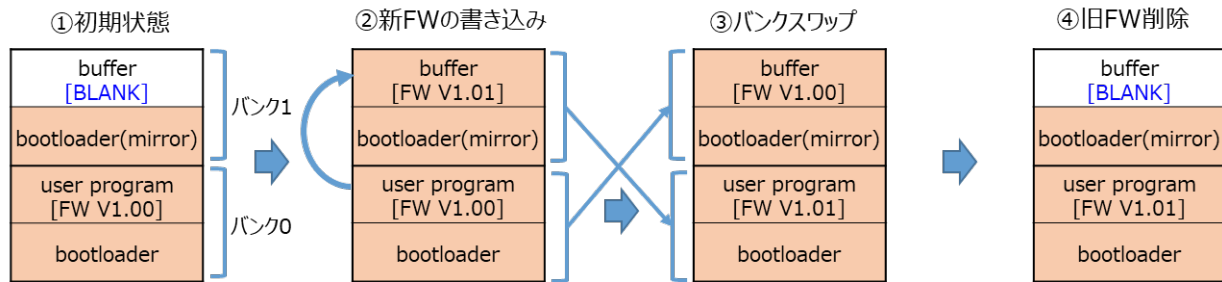 ①初期状態
buffer
[BLANK]
bootloader(mirror)
user program
[FW V1.00]
bootloader
バンク1
バンク0
②新FWの書き込み
buffer
[FW V1.01]
bootloader(mirror)
user program
[FW V1.00]
bootloader
③バンクスワップ
buffer
[FW V1.00]
bootloader(mirror)
user program
[FW V1.01]
bootloader
④旧FW削除
buffer
[BLANK]
bootloader(mirror)
user program
[FW V1.01]
bootloader